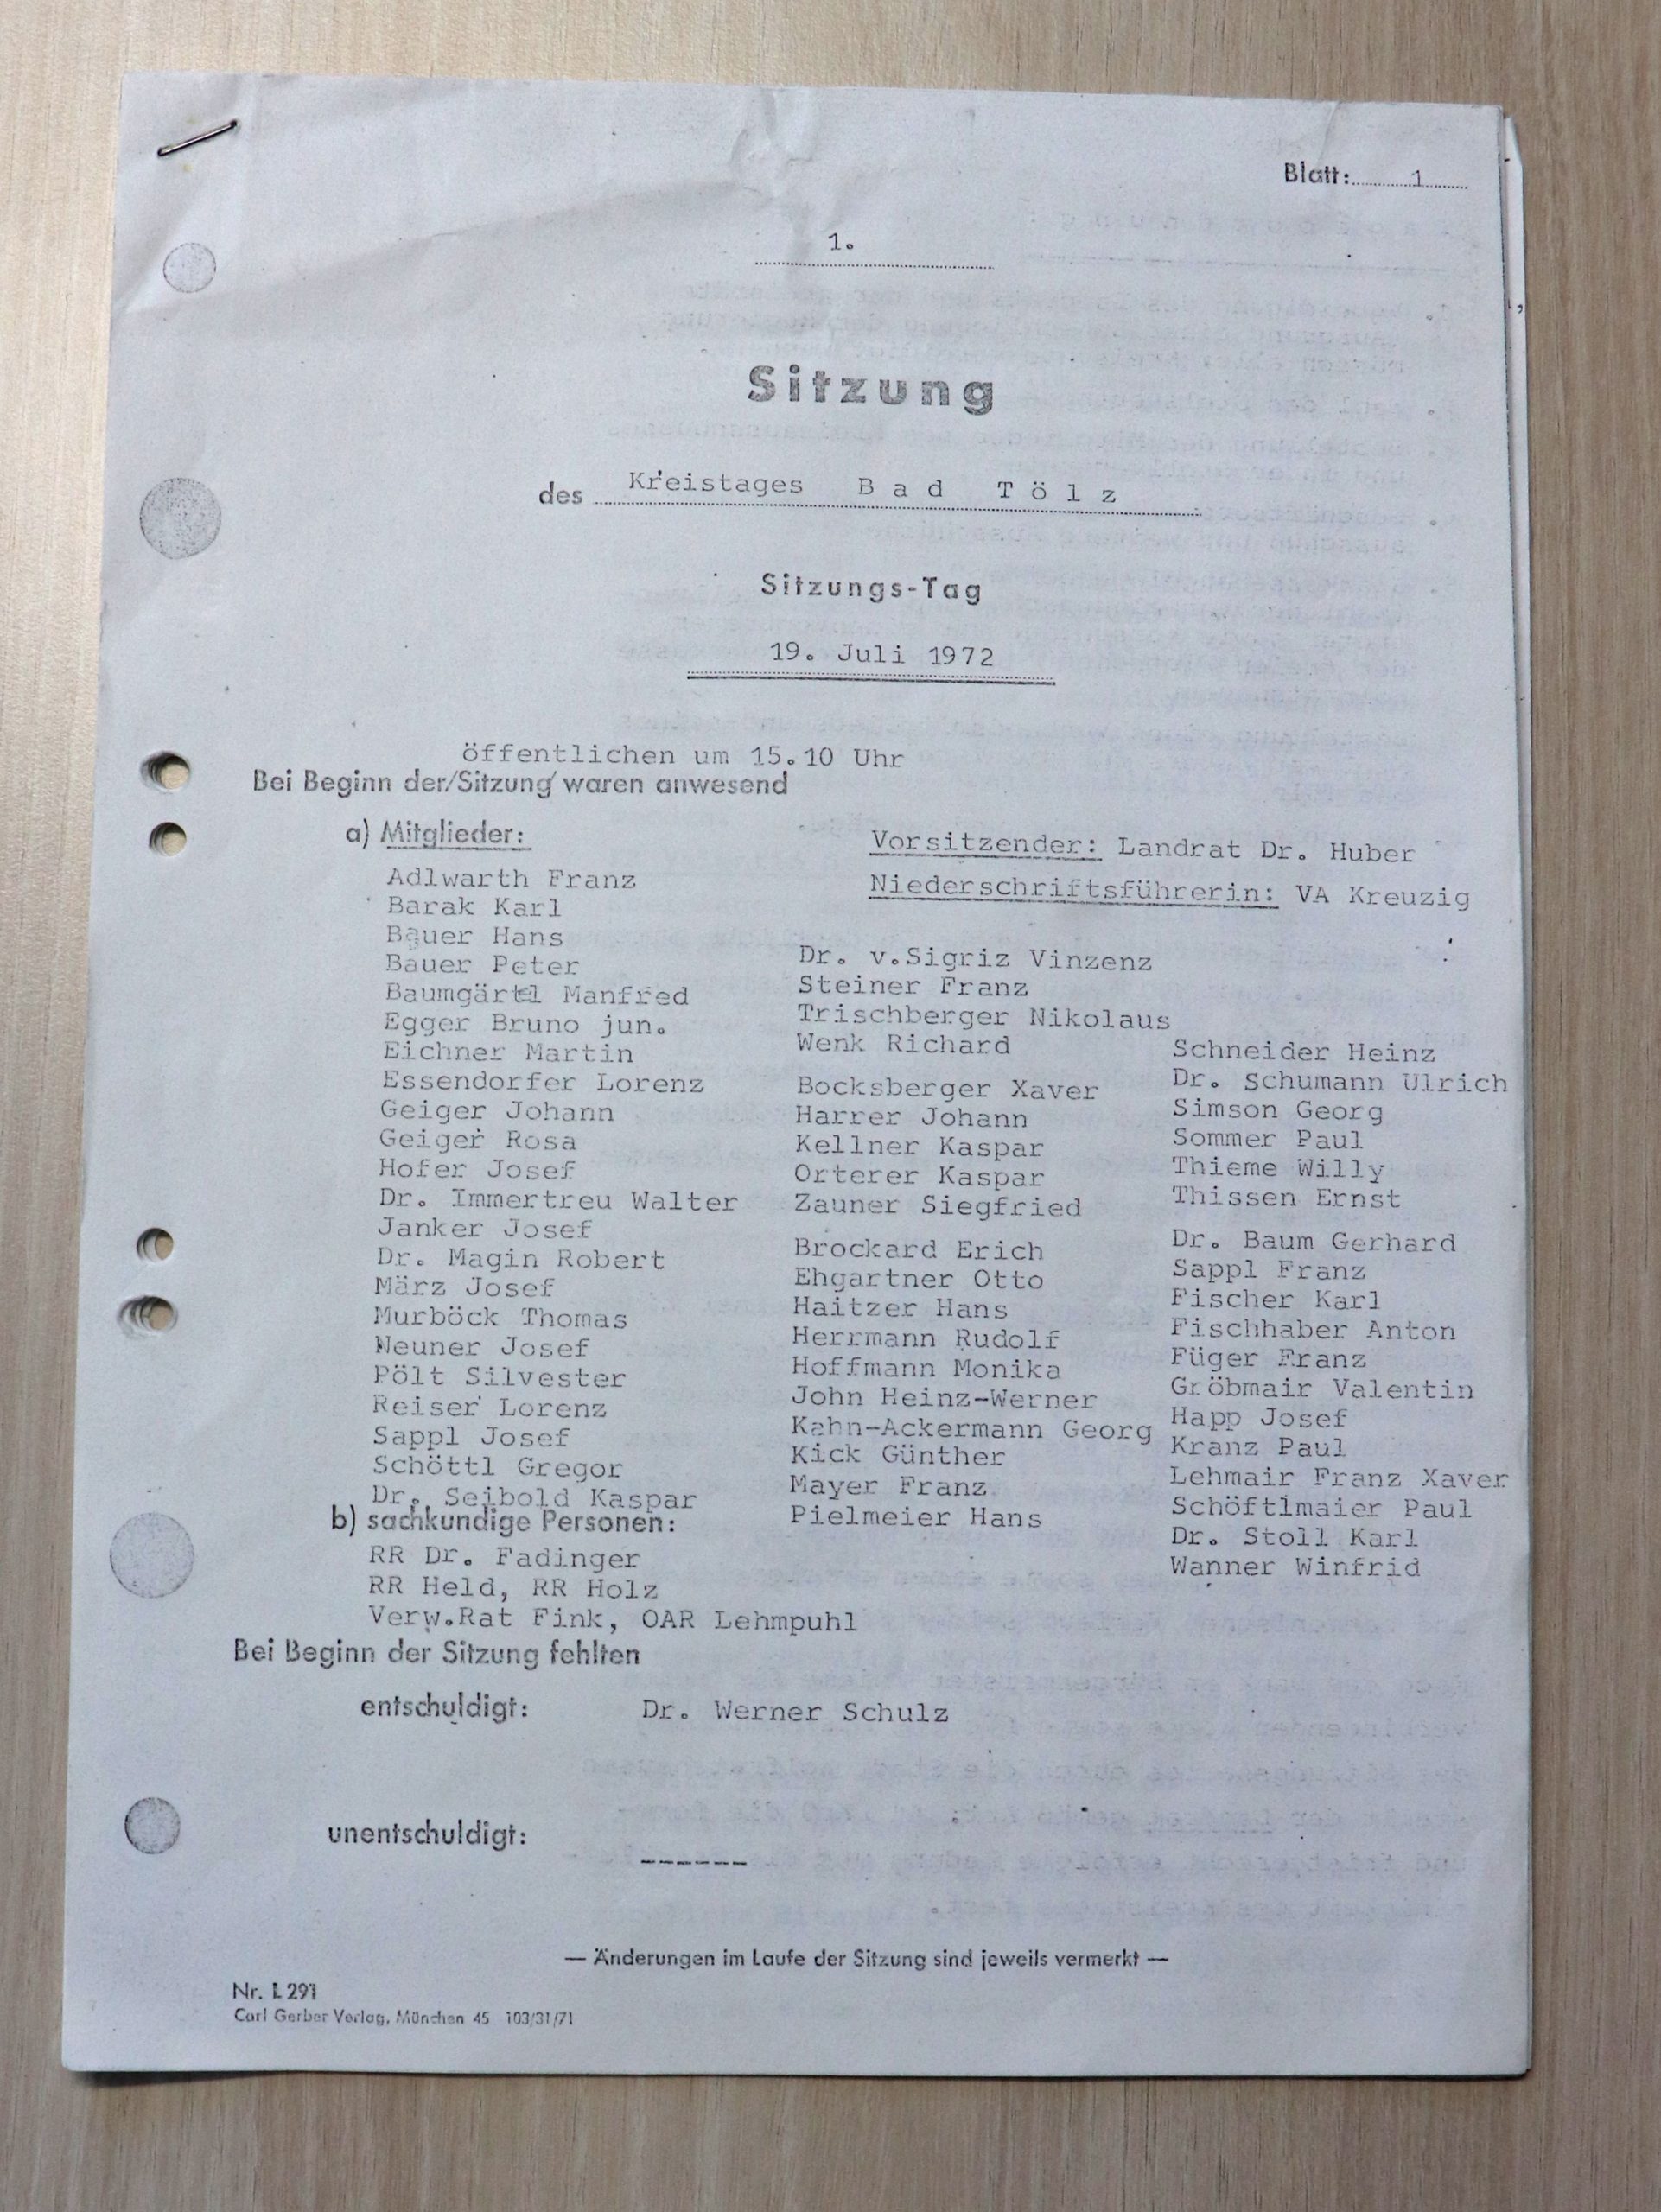 Blatt: 1
1.
Sitzung
des Kreistages B a d T ö l z
Sitzungs-Tag
19. Juli 1972
öffentlichen um 15.10 Uhr
Bei Beginn der/Sitzung waren anwesend
a) Mitglieder:
Vorsitzender: Landrat Dr. Huber
Niederschriftsführerin: VA Kreuzig
Adlwarth Franz
Barak Karl
Bauer Hans
Bauer Peter
Baumgärtl Manfred
Egger Bruno jun.
Eichner Martin
Essendorfer Lorenz
Geiger Johann
Geiger Rosa
Hofer Josef
Dr. Immertreu Walter
Janker Josef
Dr. Magin Robert
März Josef
Murböck Thomas
Neuner Josef
Pölt Silvester
Reiser Lorenz
Sappl Josef
Schöttl Gregor
Dr. Seibold Kaspar
Dr. v.Sigriz Vinzenz
Steiner Franz
Trischberger Nikolaus
Wenk Richard
Bocksberger Xaver
Harrer Johann
Kellner Kaspar
Orterer Kaspar
Zauner Siegfried
Brockard Erich
Ehgartner Otto
Haitzer Hans
Herrmann Rudolf
Hoffmann Monika
John Heinz-Werner
Kahn-Ackermann Georg
Kick Günther
Mayer Franz
Pielmeier Hans
Schneider Heinz
Dr. Schumann Ulrich
Simson Georg
Sommer Paul
Thieme Willy
Thissen Ernst
Dr. Baum Gerhard
Sappl Franz
Fischer Karl
Fischhaber Anton
Füger Franz
Gröbmair Valentin
Happ Josef
Kranz Paul
Lehmair Franz Xaver
Schöftlmaier Paul
Dr. Stoll Karl
Wanner Winfrid
b) sachkundige Personen:
RR Dr. Fadinger
RR Held, RR Holz
Verw.Rat Fink, OAR Lehmpuhl
Bei Beginn der Sitzung fehlten
entschuldigt: Dr. Werner Schulz
unentschuldigt: -------
— Änderungen im Laufe der Sitzung sind jeweils vermerkt —
Nr. L 291
Carl Gerber Verlag, München 45 103/31/71